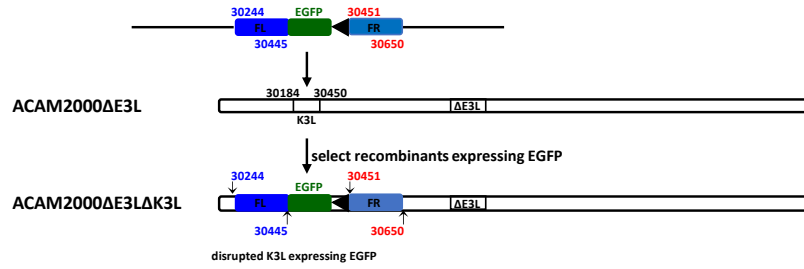 30244 EGFP 30451
FL FR
30445 30650
30184 30450
ACAM2000ΔE3L ΔE3L
K3L
select recombinants expressing EGFP
30244 EGFP 30451
ACAM2000ΔE3LΔK3L FL FR ΔE3L
30445 30650
disrupted K3L expressing EGFP